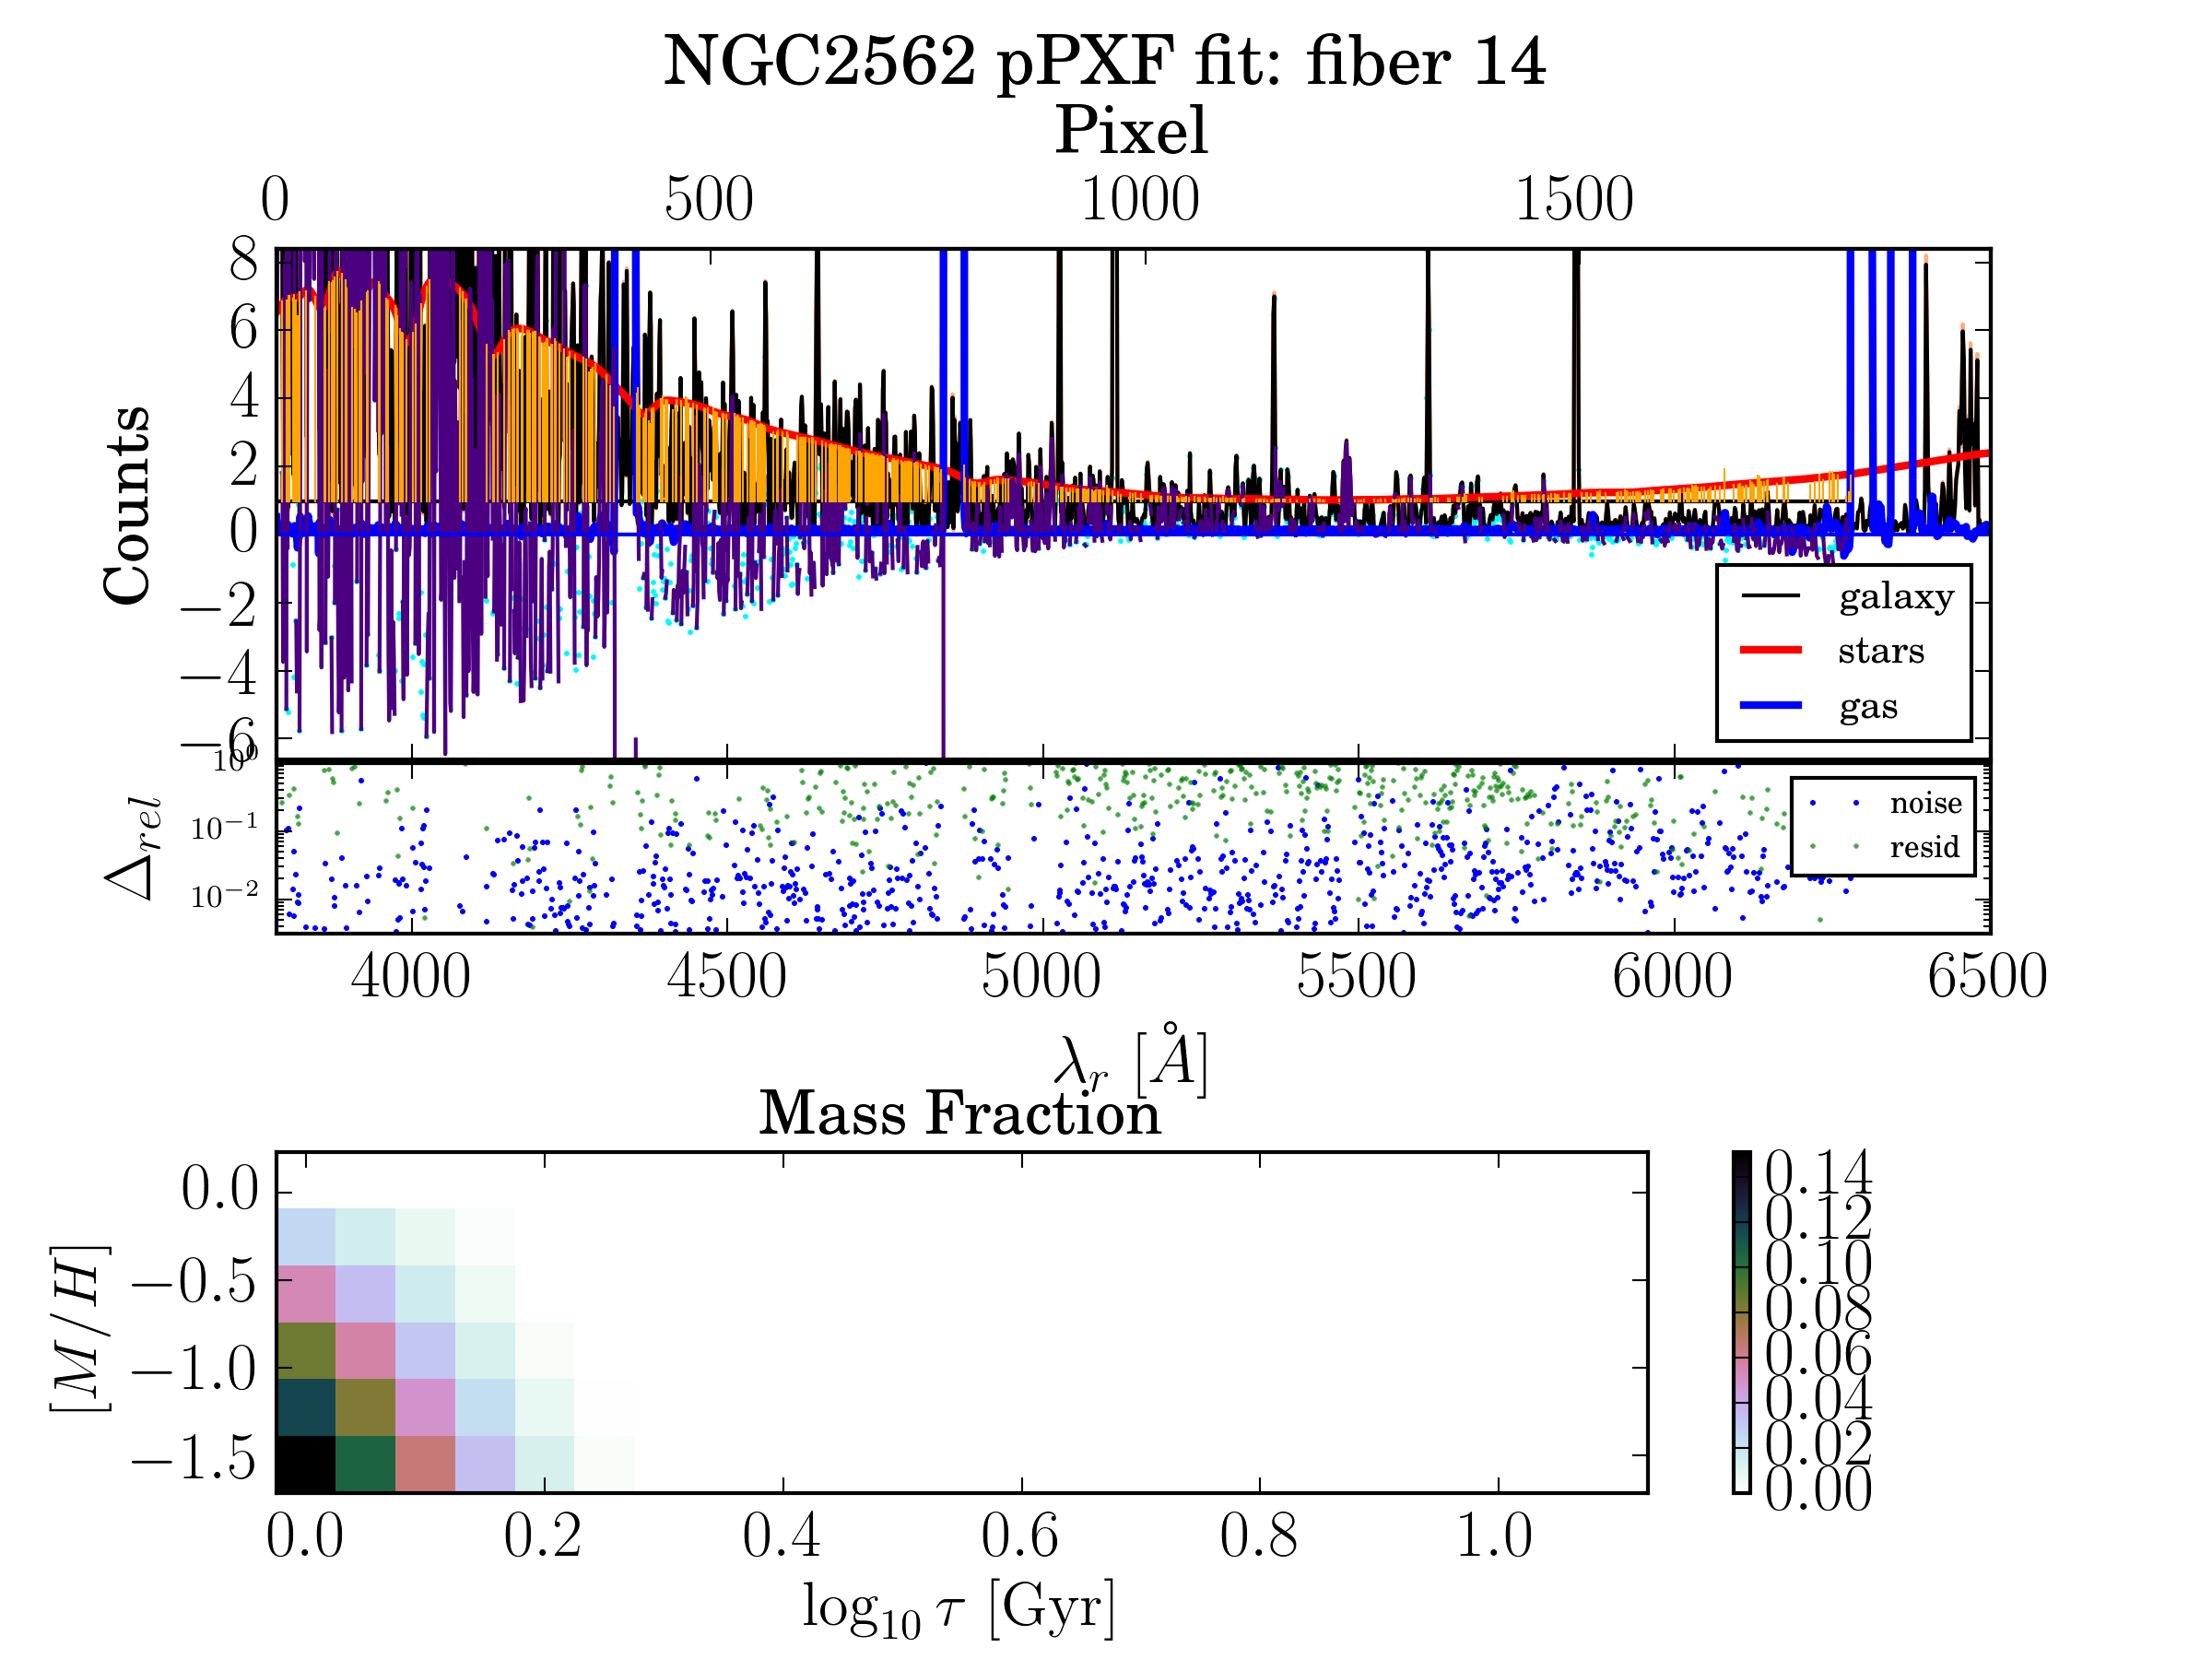 NGC2562 pPXF fit: fiber 14
Pixel
0 500 1000 1500
Counts
8
6
4
2
0
−2
−4
−6
galaxy
stars
gas
Δrel
10⁰
10⁻¹
10⁻²
noise
resid
4000 4500 5000 5500 6000 6500
λr [Å]
Mass Fraction
[M/H]
0.0
−0.5
−1.0
−1.5
0.0 0.2 0.4 0.6 0.8 1.0
log₁₀ τ [Gyr]
0.14
0.12
0.10
0.08
0.06
0.04
0.02
0.00